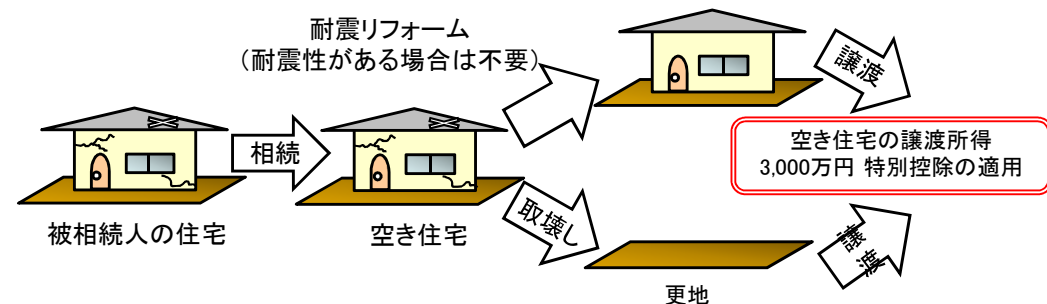 耐震リフォーム
（耐震性がある場合は不要）
譲渡
相続
空き住宅の譲渡所得
3,000万円 特別控除の適用
被相続人の住宅
空き住宅
取壊し
譲渡
更地